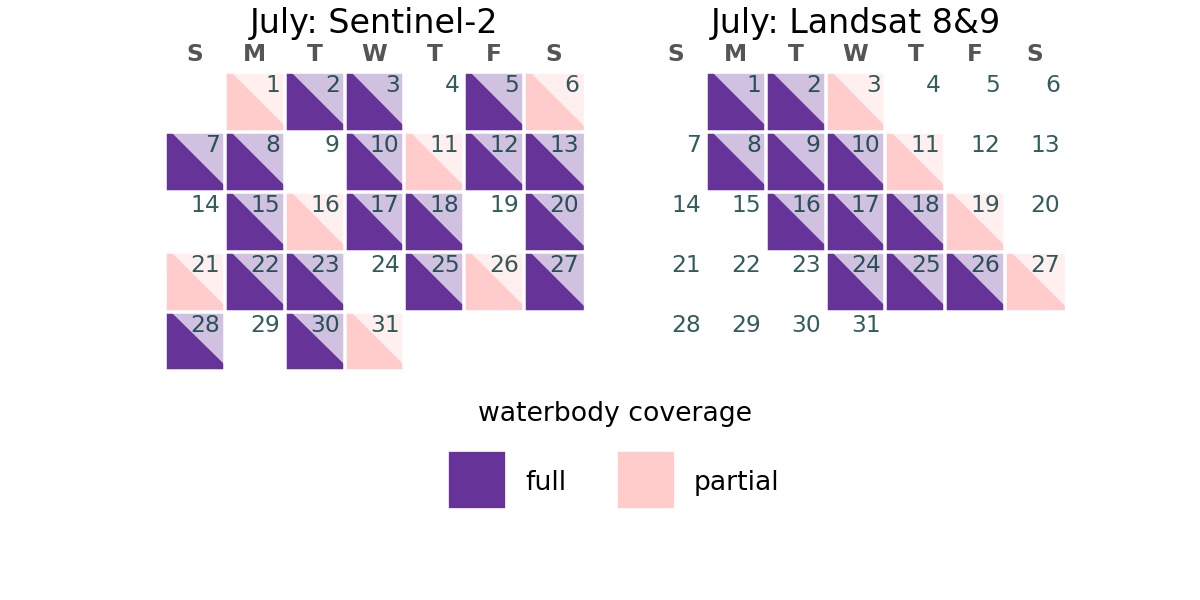 July: Sentinel-2
S M T W T F S
1 2 3 4 5 6
7 8 9 10 11 12 13
14 15 16 17 18 19 20
21 22 23 24 25 26 27
28 29 30 31
July: Landsat 8&9
S M T W T F S
1 2 3 4 5 6
7 8 9 10 11 12 13
14 15 16 17 18 19 20
21 22 23 24 25 26 27
28 29 30 31
waterbody coverage
full
partial